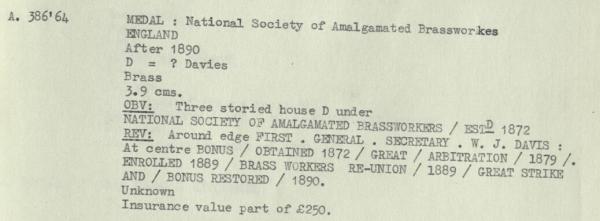 A. 386'64
MEDAL : National Society of Amalgamated Brassworkes
ENGLAND
After 1890
D = ? Davies
Brass
3.9 cms.
OBV: Three storied house D under
NATIONAL SOCIETY OF AMALGAMATED BRASSWORKERS / ESTD 1872
REV: Around edge FIRST . GENERAL . SECRETARY . W. J. DAVIS :
At centre BONUS / OBTAINED 1872 / GREAT / ARBITRATION / 1879 /.
ENROLLED 1889 / BRASS WORKERS RE-UNION / 1889 / GREAT STRIKE
AND / BONUS RESTORED / 1890.
Unknown
Insurance value part of £250.